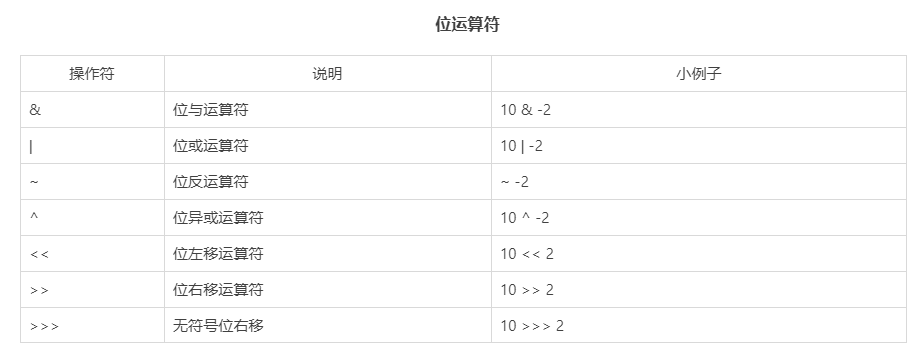 位运算符
操作符 说明 小例子
& 位与运算符 10 & -2
| 位或运算符 10 | -2
~ 位反运算符 ~ -2
^ 位异或运算符 10 ^ -2
<< 位左移运算符 10 << 2
>> 位右移运算符 10 >> 2
>>> 无符号位右移 10 >>> 2